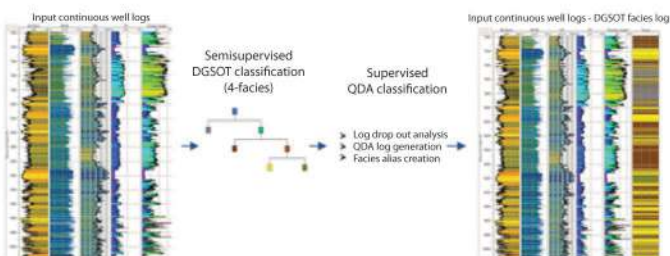 Input continuous well logs
Input continuous well logs - DGSOT facies log
Semisupervised
DGSOT classification
(4-facies)
Supervised
QDA classification
Log drop out analysis
QDA log generation
Facies alias creation